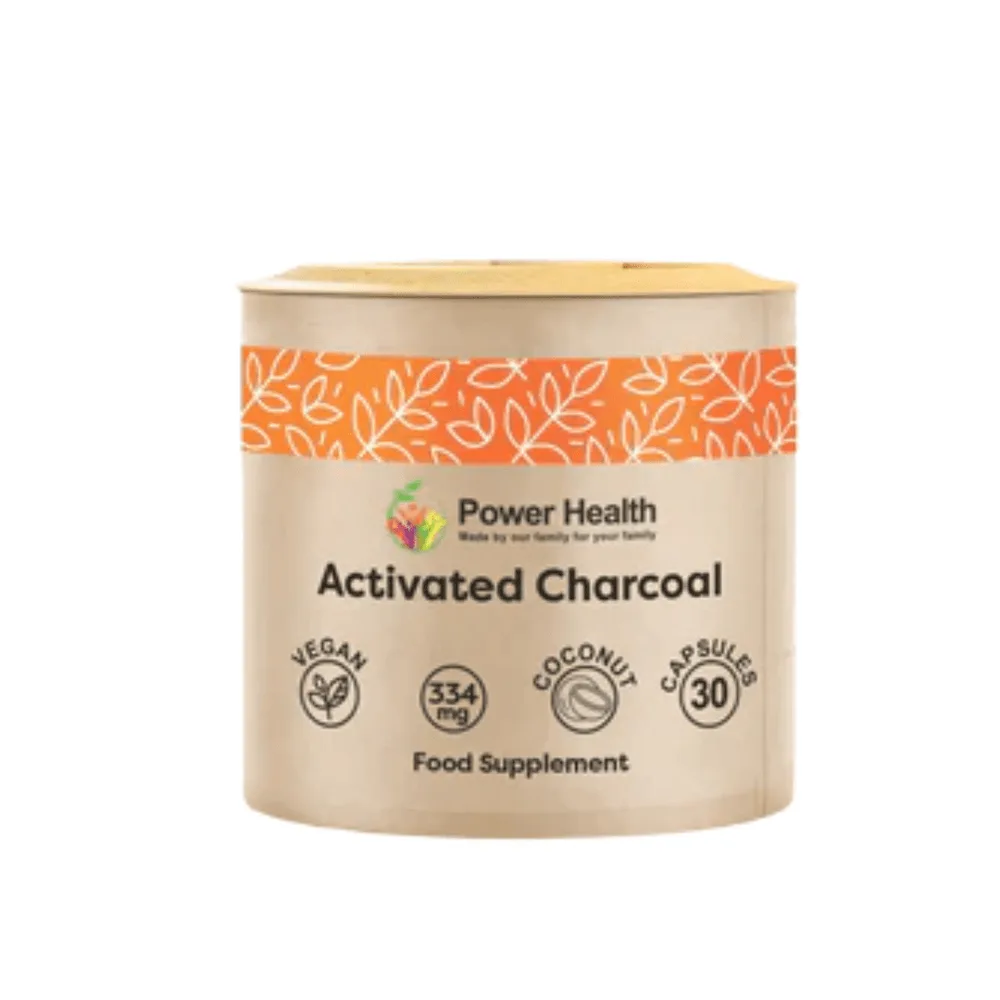 Power Health
Made by our family for your family
Activated Charcoal
VEGAN
334
mg
COCONUT
CAPSULES
30
Food Supplement